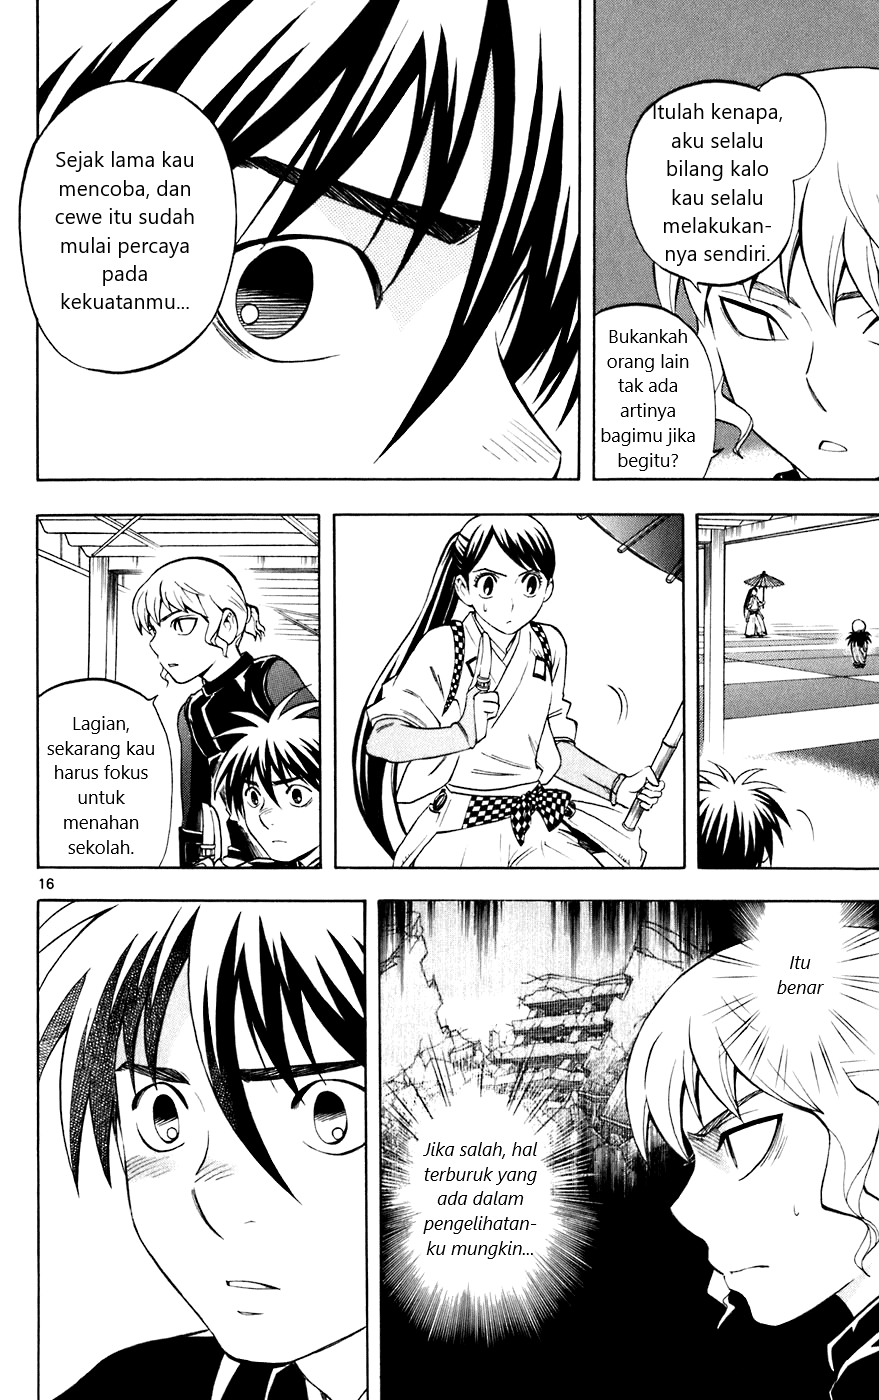 Itulah kenapa,
aku selalu
bilang kalo
kau selalu
melakukan-
nya sendiri.
Bukankah
orang lain
tak ada
artinya
bagimu jika
begitu?
Sejak lama kau
mencoba, dan
cewe itu sudah
mulai percaya
pada
kekuatanmu...
Lagian,
sekarang kau
harus fokus
untuk
menahan
sekolah.
16
Itu
benar
Jika salah, hal
terburuk yang
ada dalam
pengelihatan-
ku mungkin...